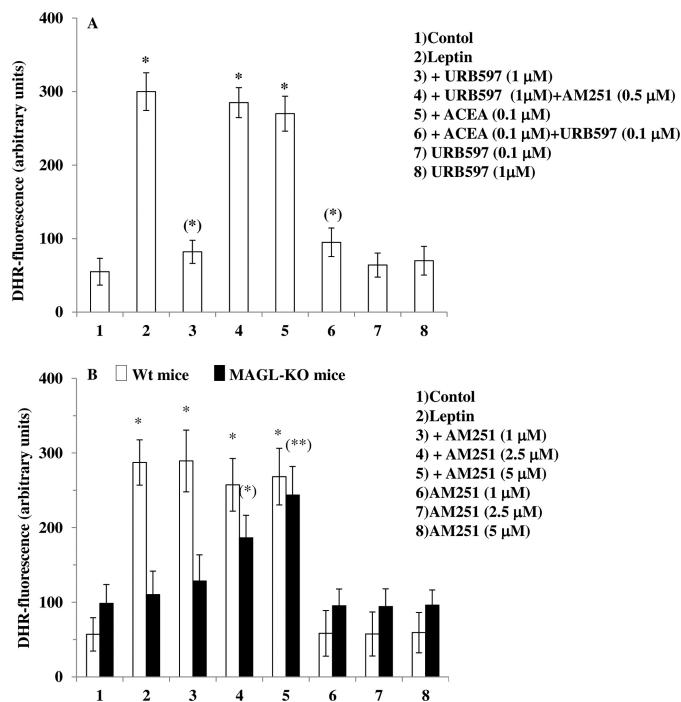 A
400
300
200
100
0
DHR-fluorescence (arbitrary units)
*
(*)
*
*
(*)
1 2 3 4 5 6 7 8
1)Contol
2)Leptin
3) + URB597 (1 µM)
4) + URB597 (1µM)+AM251 (0.5 µM)
5) + ACEA (0.1 µM)
6) + ACEA (0.1 µM)+URB597 (0.1 µM)
7) URB597 (0.1 µM)
8) URB597 (1µM)
B Wt mice MAGL-KO mice
400
300
200
100
0
DHR-fluorescence (arbitrary units)
*
*
*
(*)
*
(**)
1 2 3 4 5 6 7 8
1)Contol
2)Leptin
3) + AM251 (1 µM)
4) + AM251 (2.5 µM)
5) + AM251 (5 µM)
6)AM251 (1 µM)
7)AM251 (2.5 µM)
8)AM251 (5 µM)